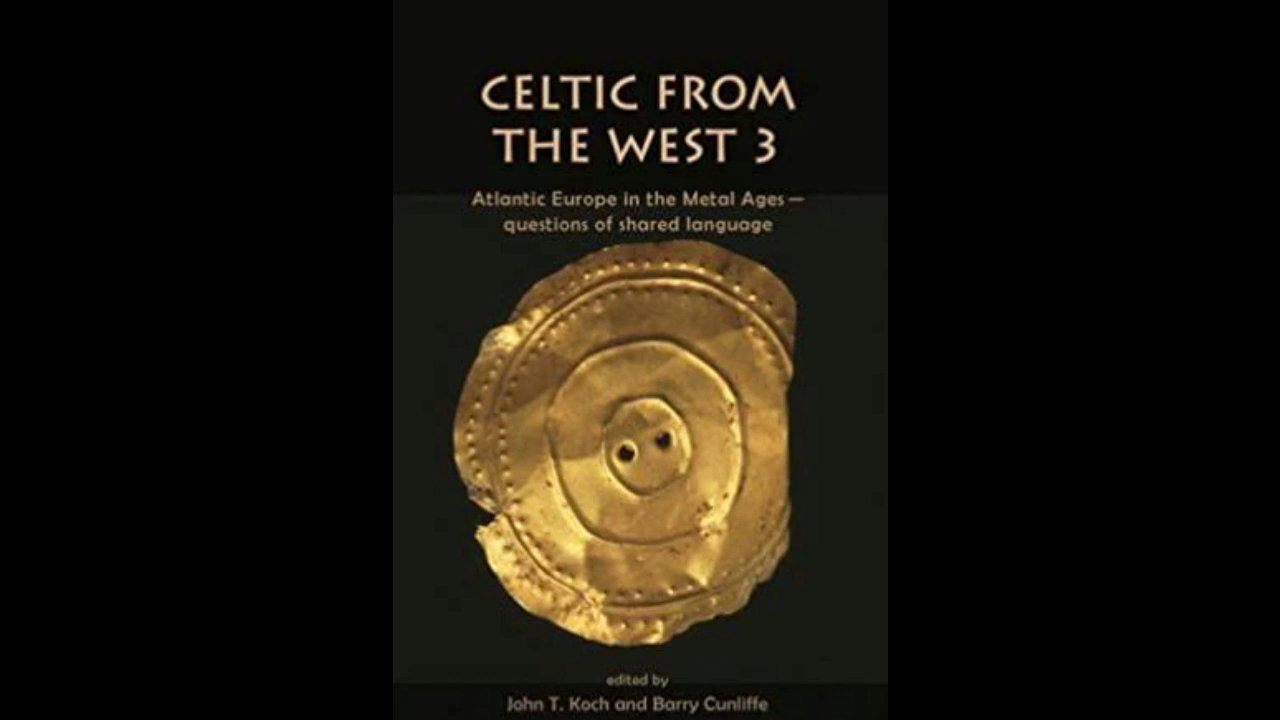 CELTIC FROM
THE WEST 3
Atlantic Europe in the Metal Ages —
questions of shared language
edited by
John T. Koch and Barry Cunliffe